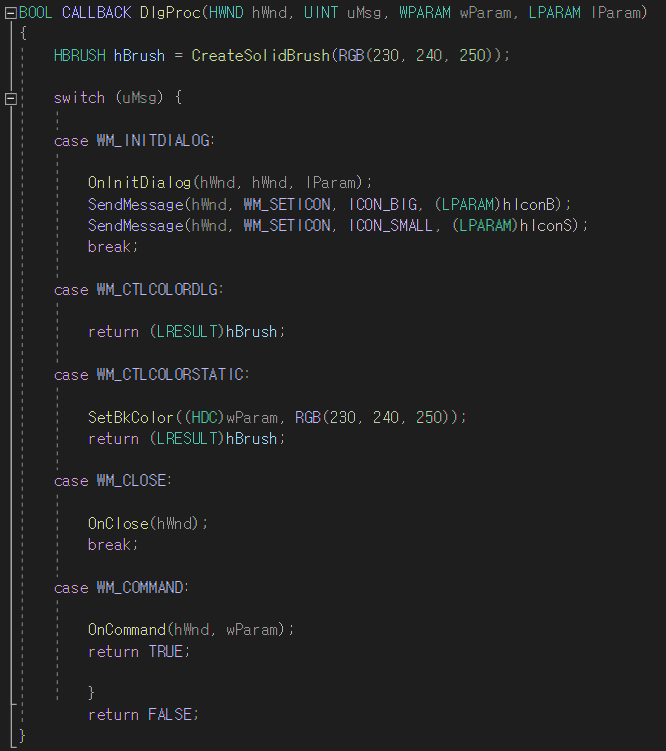 BOOL CALLBACK DlgProc(HWND hWnd, UINT uMsg, WPARAM wParam, LPARAM lParam)
{
HBRUSH hBrush = CreateSolidBrush(RGB(230, 240, 250));
switch (uMsg) {
case WM_INITDIALOG:
OnInitDialog(hWnd, hWnd, lParam);
SendMessage(hWnd, WM_SETICON, ICON_BIG, (LPARAM)hIconB);
SendMessage(hWnd, WM_SETICON, ICON_SMALL, (LPARAM)hIconS);
break;
case WM_CTLCOLORDLG:
return (LRESULT)hBrush;
case WM_CTLCOLORSTATIC:
SetBkColor((HDC)wParam, RGB(230, 240, 250));
return (LRESULT)hBrush;
case WM_CLOSE:
OnClose(hWnd);
break;
case WM_COMMAND:
OnCommand(hWnd, wParam);
return TRUE;
}
return FALSE;
}